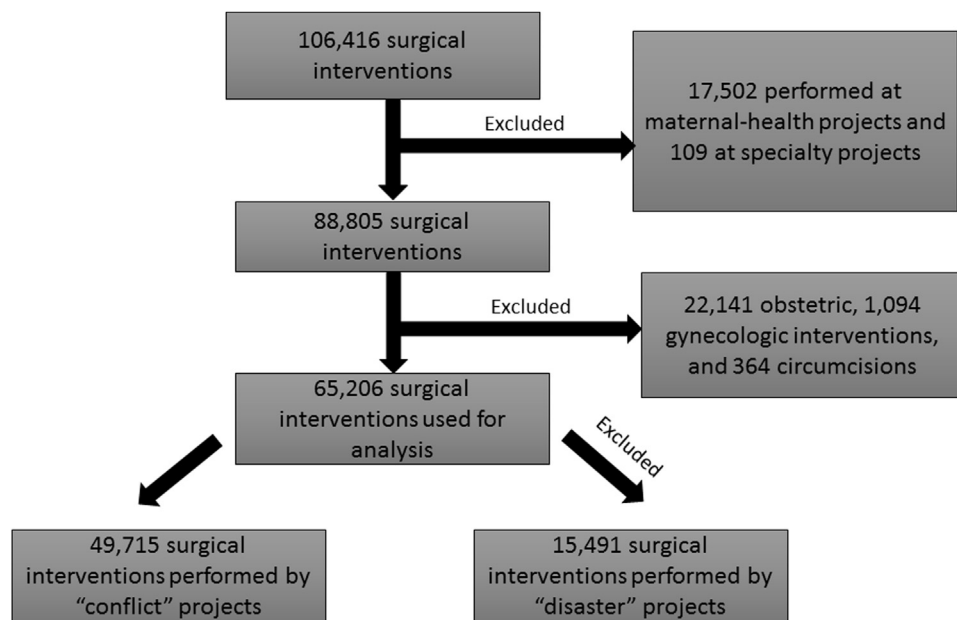 106,416 surgical
interventions
Excluded
17,502 performed at
maternal-health projects and
109 at specialty projects
88,805 surgical
interventions
Excluded
22,141 obstetric, 1,094
gynecologic interventions,
and 364 circumcisions
65,206 surgical
interventions used for
analysis
Excluded
49,715 surgical
interventions performed by
“conflict” projects
15,491 surgical
interventions performed by
“disaster” projects